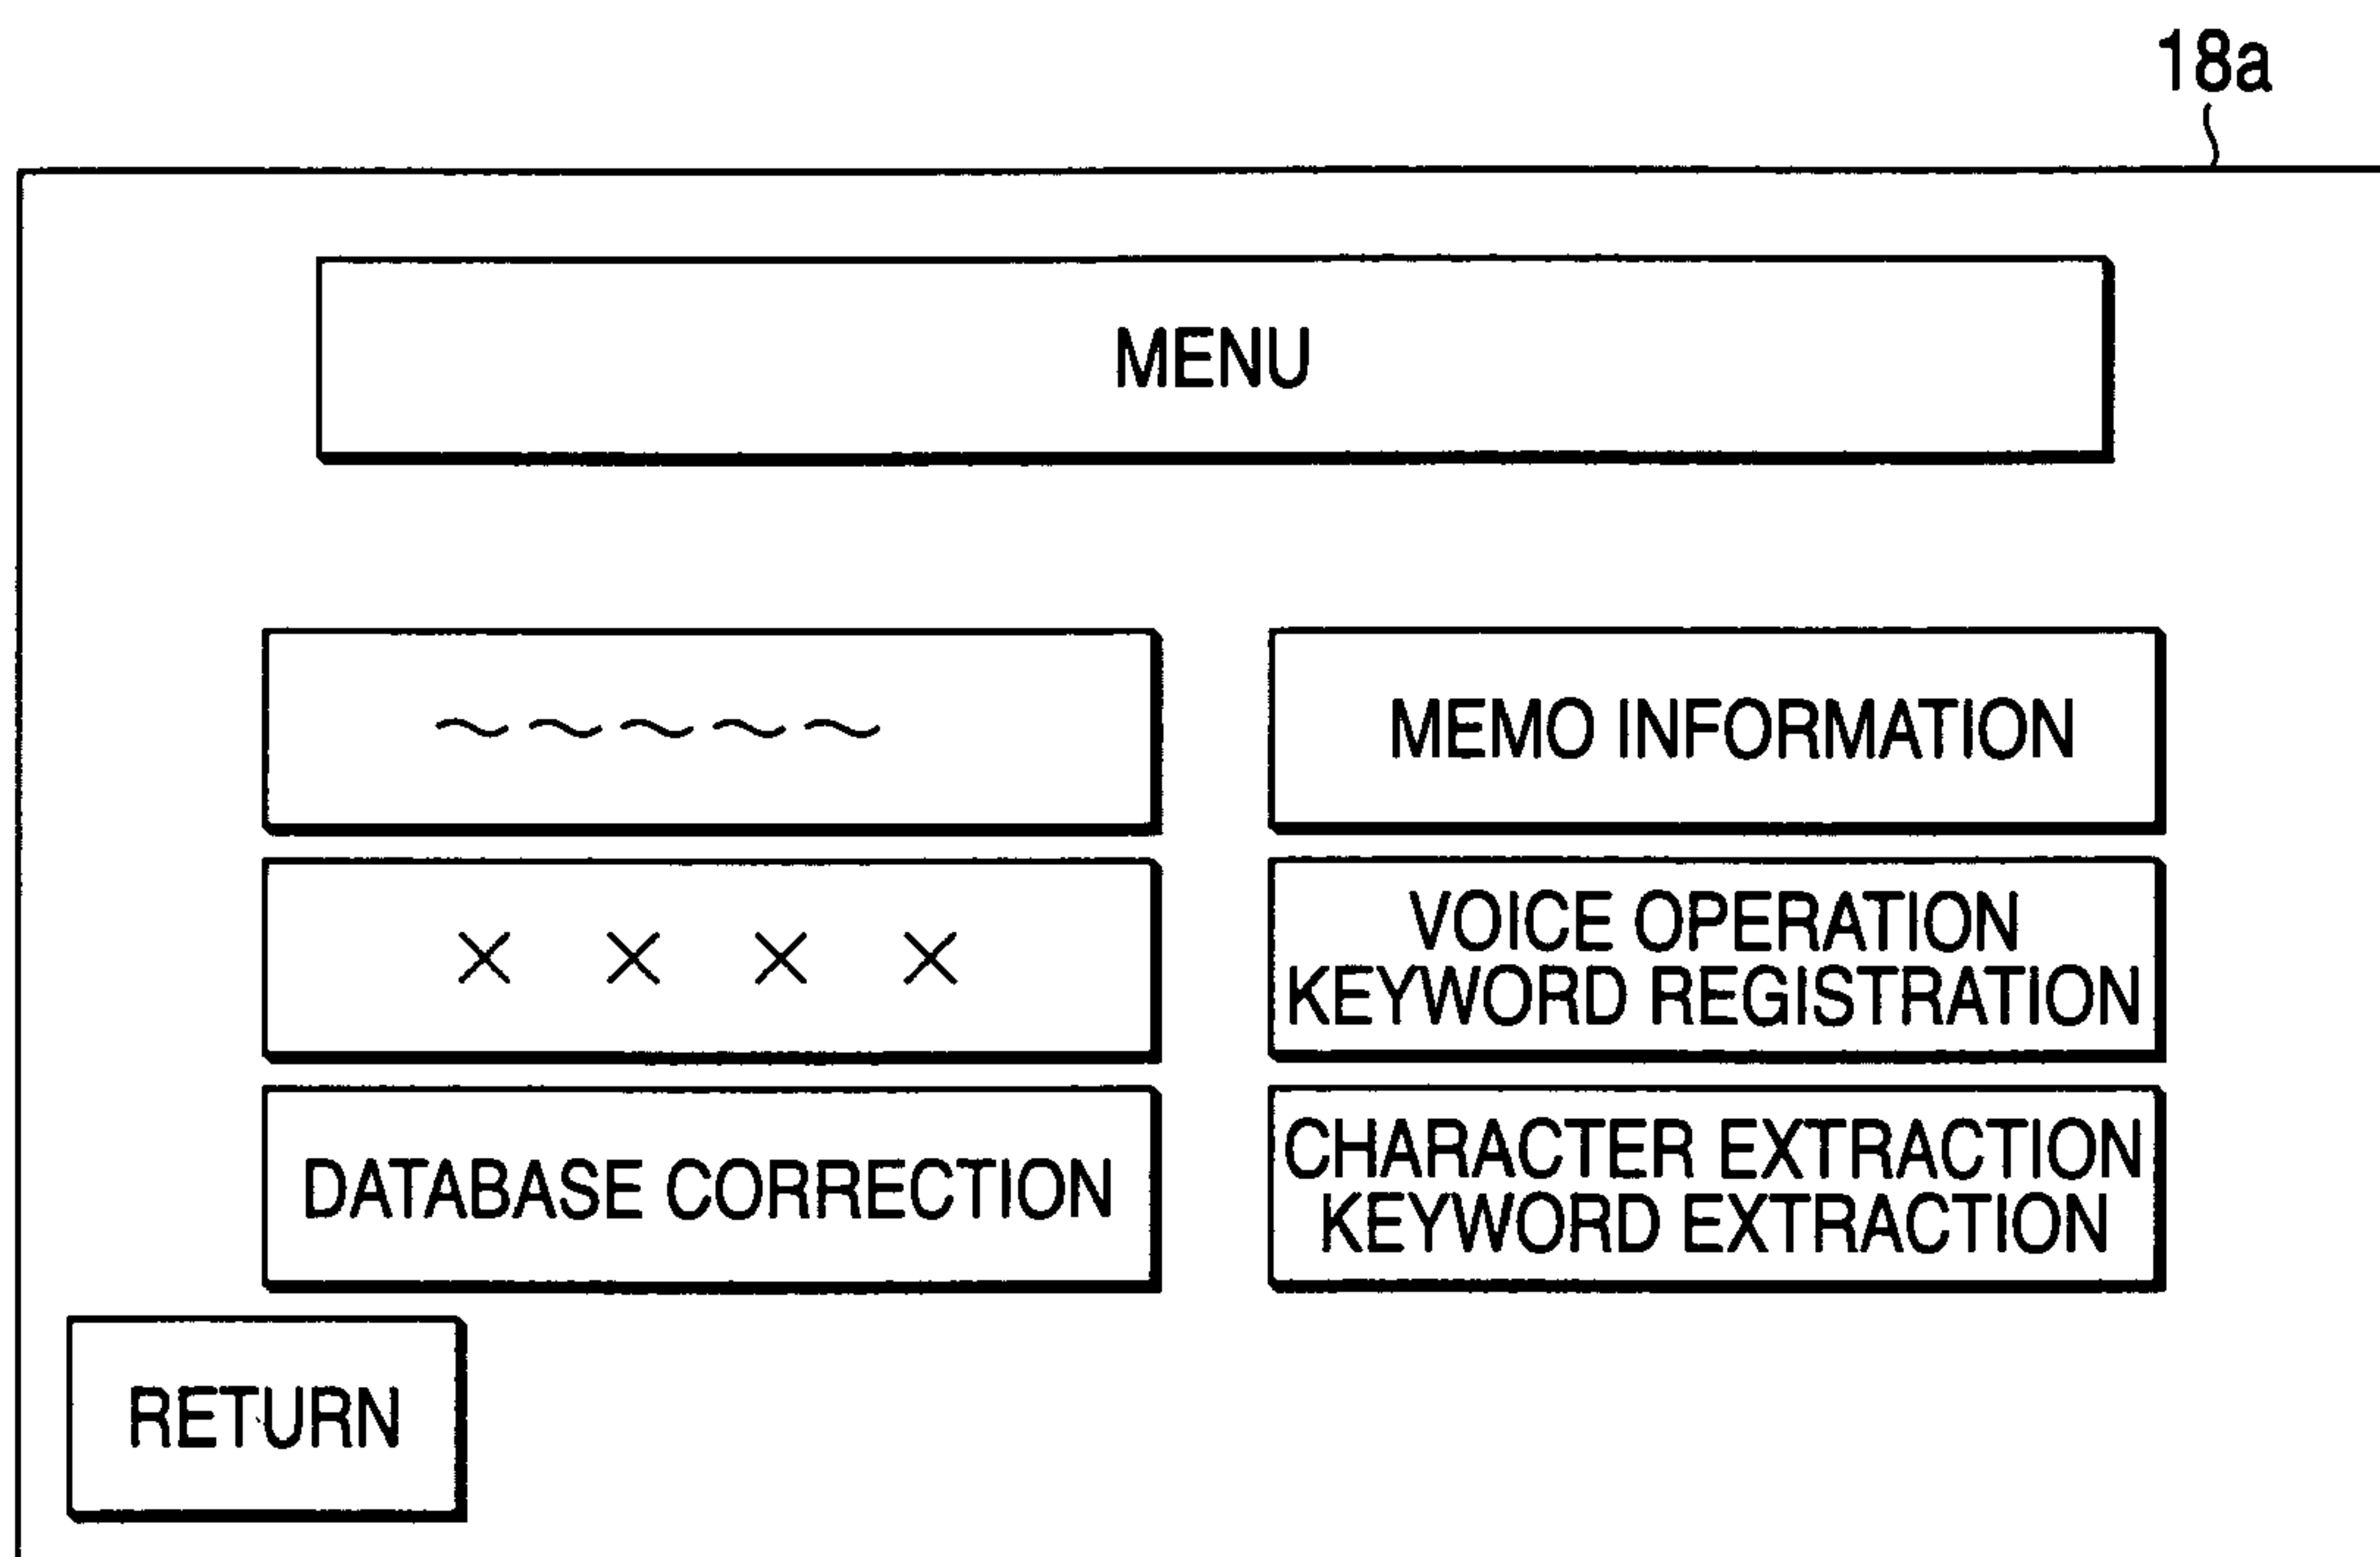 18a
MENU
~~~~~
MEMO INFORMATION
× × × ×
VOICE OPERATION
KEYWORD REGISTRATION
DATABASE CORRECTION
CHARACTER EXTRACTION
KEYWORD EXTRACTION
RETURN